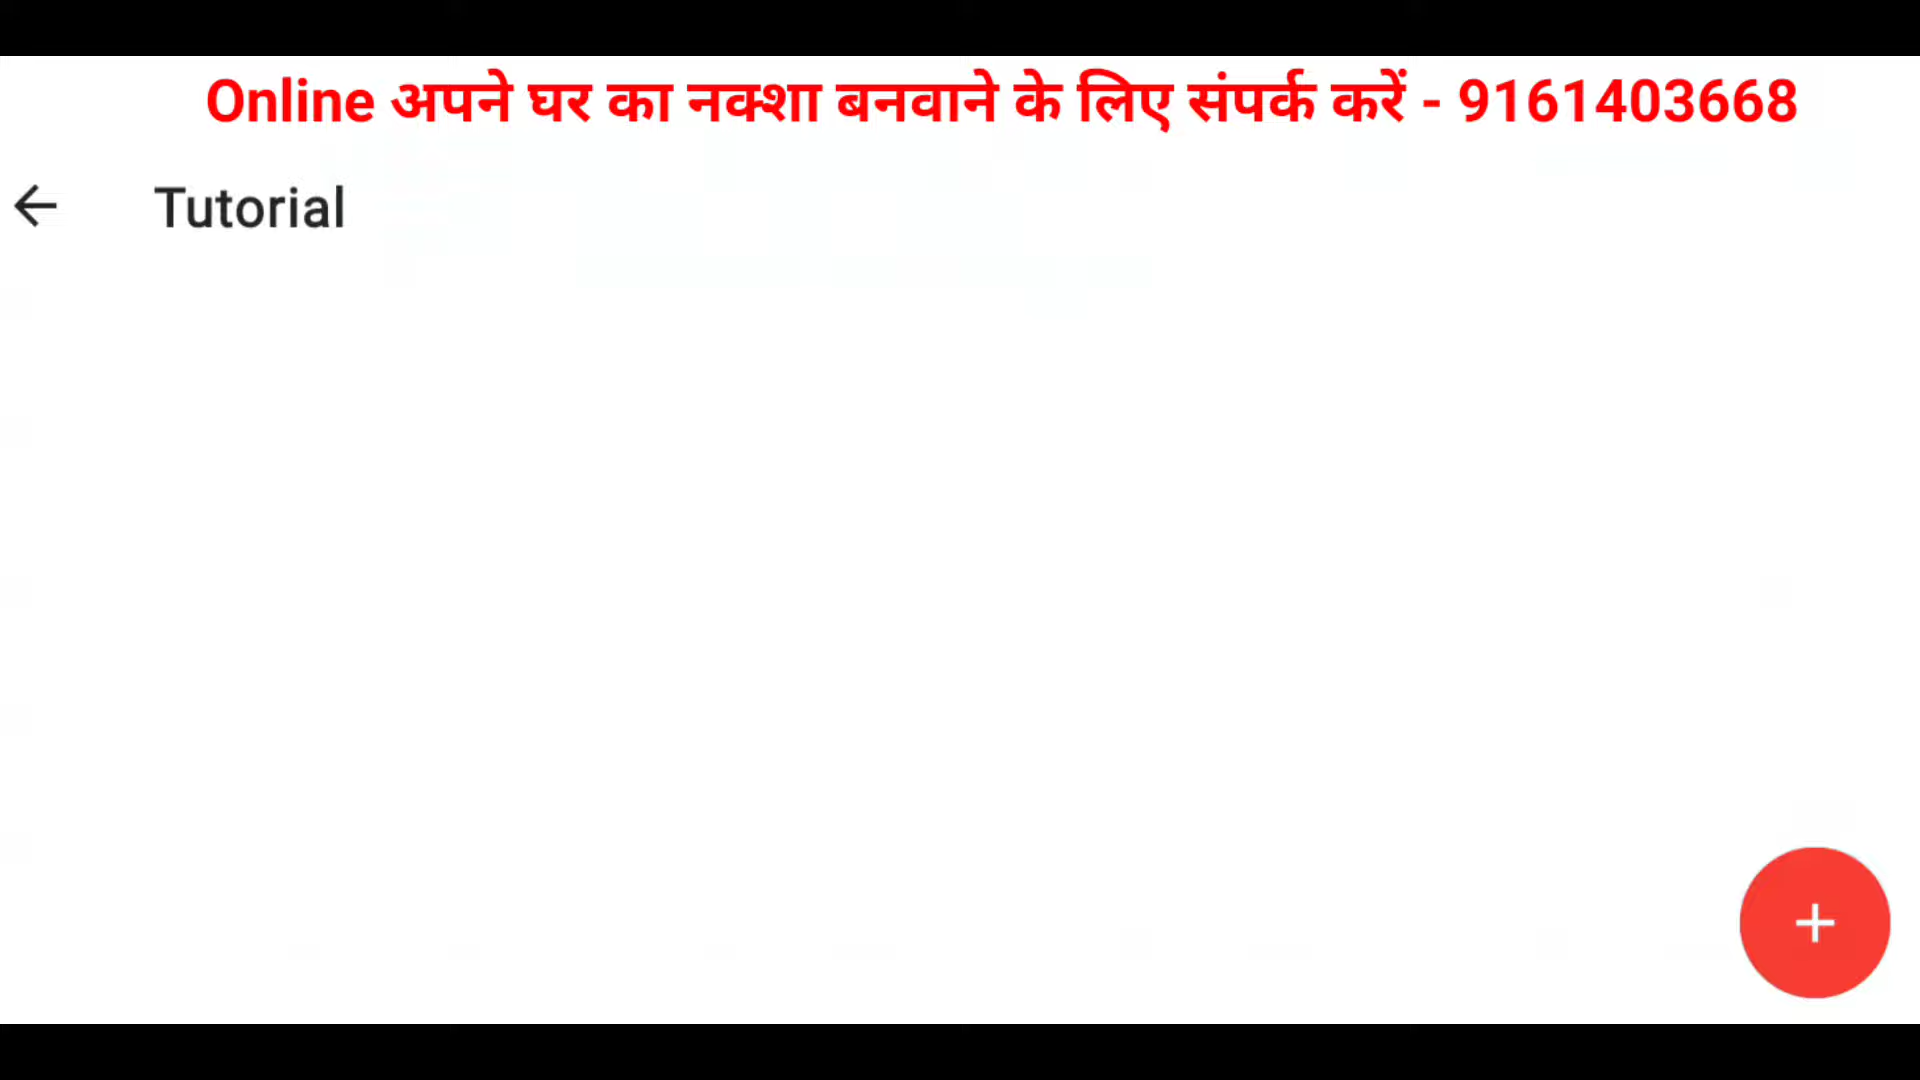 Online अपने घर का नक्शा बनवाने के लिए संपर्क करें - 9161403668
Tutorial